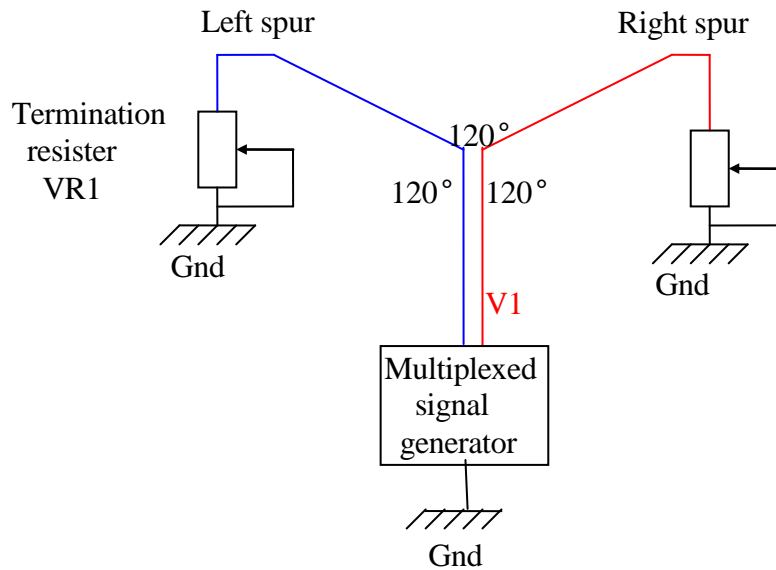 Left spur
Right spur
Termination
resister
VR1
120°
120°
120°
Gnd
Gnd
V1
Multiplexed
signal
generator
Gnd